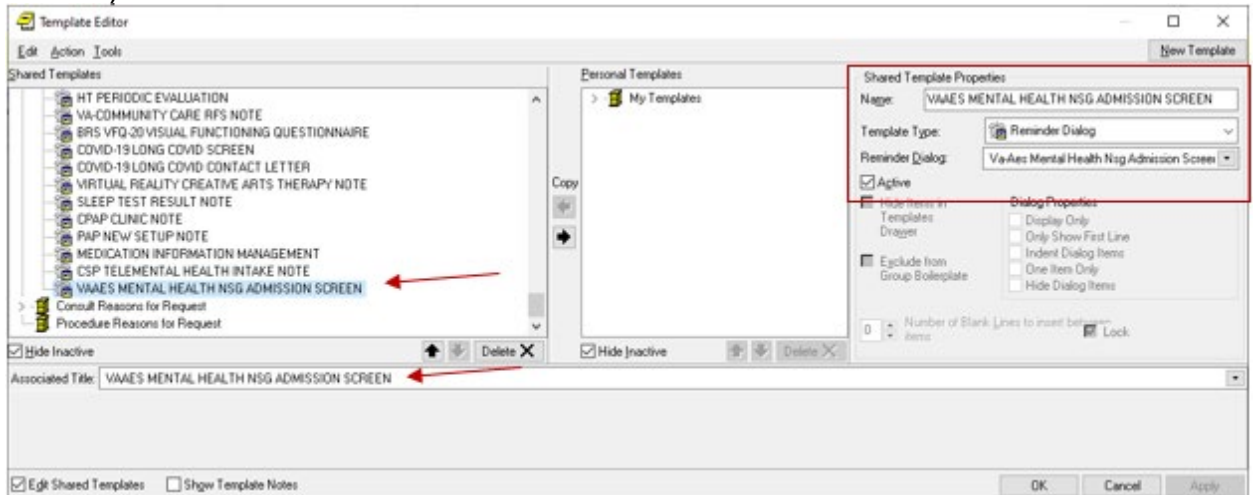 Template Editor
Edit Action Tools
New Template
Shared Templates
HT PERIODIC EVALUATION
VA-COMMUNITY CARE RFS NOTE
BRS VFQ-20 VISUAL FUNCTIONING QUESTIONNAIRE
COVID-19 LONG COVID SCREEN
COVID-19 LONG COVID CONTACT LETTER
VIRTUAL REALITY CREATIVE ARTS THERAPY NOTE
SLEEP TEST RESULT NOTE
CPAP CLINIC NOTE
PAP NEW SETUP NOTE
MEDICATION INFORMATION MANAGEMENT
CSP TELEMENTAL HEALTH INTAKE NOTE
VAAES MENTAL HEALTH NSG ADMISSION SCREEN
Consult Reasons for Request
Procedure Reasons for Request
Hide Inactive
Delete
Copy
Personal Templates
My Templates
Hide Inactive
Delete
Shared Template Properties
Name: VAAES MENTAL HEALTH NSG ADMISSION SCREEN
Template Type: Reminder Dialog
Reminder Dialog: Va-Aes Mental Health Nsg Admission Screen
Active
Hide Items in
Templates
Drawer
Exclude from
Group Boilerplate
Dialog Properties
Display Only
Only Show First Line
Indent Dialog Items
One Item Only
Hide Dialog Items
0 Number of Blank Lines to insert between
items
Lock
Associated Title: VAAES MENTAL HEALTH NSG ADMISSION SCREEN
Edit Shared Templates Show Template Notes
OK Cancel Apply